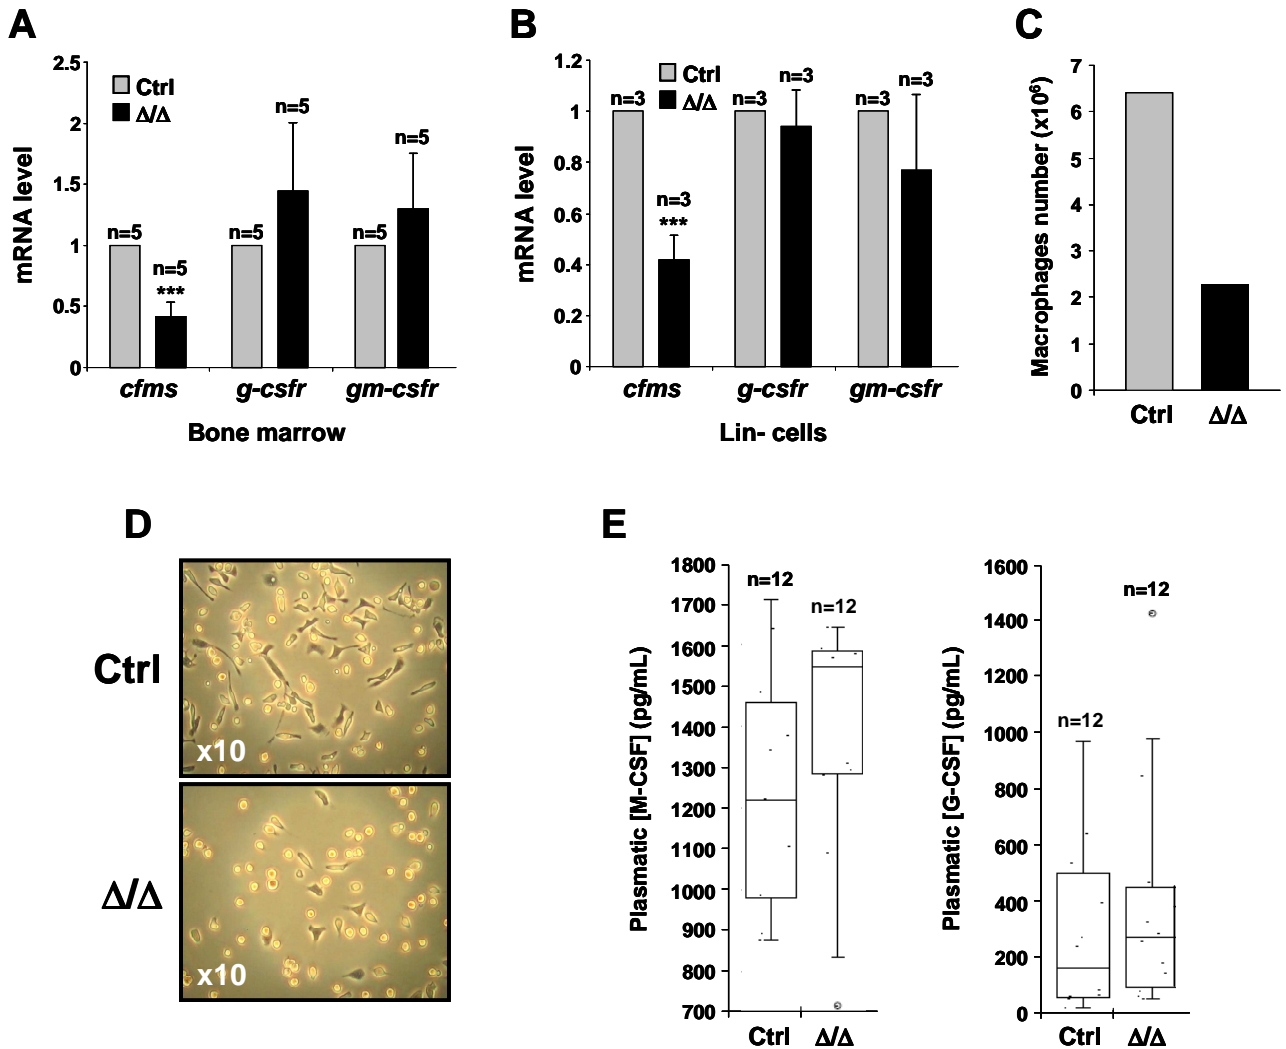 A
2.5
2
1.5
1
0.5
0
mRNA level
Ctrl
Δ/Δ
n=5
n=5
***
n=5
n=5
n=5
n=5
cfms
g-csfr
gm-csfr
Bone marrow
B
1.2
1
0.8
0.6
0.4
0.2
0
mRNA level
Ctrl
Δ/Δ
n=3
n=3
***
n=3
n=3
n=3
n=3
cfms
g-csfr
gm-csfr
Lin- cells
C
7
6
5
4
3
2
1
0
Macrophages number (x10⁶)
Ctrl
Δ/Δ
D
Ctrl
x10
Δ/Δ
x10
E
1800
1700
1600
1500
1400
1300
1200
1100
1000
900
800
700
Plasmatic [M-CSF] (pg/mL)
n=12
n=12
Ctrl
Δ/Δ
1600
1400
1200
1000
800
600
400
200
0
Plasmatic [G-CSF] (pg/mL)
n=12
n=12
Ctrl
Δ/Δ